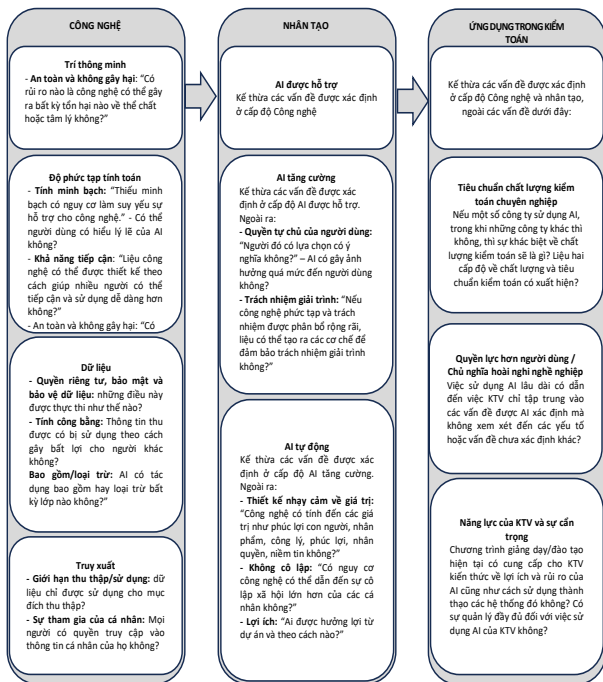 CÔNG NGHỆ
Trí thông minh
- An toàn và không gây hại: "Có
rủi ro nào là công nghệ có thể gây
ra bất kỳ tổn hại nào về thể chất
hoặc tâm lý không?"
Độ phức tạp tính toán
- Tính minh bạch: "Thiếu minh
bạch có nguy cơ làm suy yếu sự
hỗ trợ cho công nghệ." - Có thể
người dùng có hiểu lý lẽ của AI
không?
- Khả năng tiếp cận: "Liệu công
nghệ có thể được thiết kế theo
cách giúp nhiều người có thể
tiếp cận và sử dụng dễ dàng hơn
không?"
- An toàn và không gây hại: "Có
Dữ liệu
- Quyền riêng tư, bảo mật và
bảo vệ dữ liệu: những điều này
được thực thi như thế nào?
- Tính công bằng: Thông tin thu
được có bị sử dụng theo cách
gây bất lợi cho người khác
không?
Bao gồm/loại trừ: AI có tác
dụng bao gồm hay loại trừ bất
kỳ lớp nào không?"
Truy xuất
- Giới hạn thu thập/sử dụng: dữ
liệu chỉ được sử dụng cho mục
đích thu thập?
- Sự tham gia của cá nhân: Mọi
người có quyền truy cập vào
thông tin cá nhân của họ không?
NHÂN TẠO
AI được hỗ trợ
Kế thừa các vấn đề được xác định
ở cấp độ Công nghệ
AI tăng cường
Kế thừa các vấn đề được xác
định ở cấp độ AI được hỗ trợ.
Ngoài ra:
- Quyền tự chủ của người dùng:
"Người đó có lựa chọn có ý
nghĩa không?" – AI có gây ảnh
hưởng quá mức đến người dùng
không?
- Trách nhiệm giải trình: "Nếu
công nghệ phức tạp và trách
nhiệm được phân bổ rộng rãi,
liệu có thể tạo ra các cơ chế để
đảm bảo trách nhiệm giải trình
không?"
AI tự động
Kế thừa các vấn đề được xác
định ở cấp độ AI tăng cường.
Ngoài ra:
- Thiết kế nhạy cảm về giá trị:
"Công nghệ có tính đến các giá
trị như phúc lợi con người, nhân
phẩm, công lý, phúc lợi, nhân
quyền, niềm tin không?"
- Không cô lập: "Có nguy cơ
công nghệ có thể dẫn đến sự cô
lập xã hội lớn hơn của các cá
nhân không?"
- Lợi ích: "Ai được hưởng lợi từ
dự án và theo cách nào?"
ỨNG DỤNG TRONG KIỂM
TOÁN
Kế thừa các vấn đề được xác định
ở cấp độ Công nghệ và nhân tạo,
ngoài các vấn đề dưới đây:
Tiêu chuẩn chất lượng kiểm
toán chuyên nghiệp
Nếu một số công ty sử dụng AI,
trong khi những công ty khác thì
không, thì sự khác biệt về chất
lượng kiểm toán sẽ là gì? Liệu hai
cấp độ về chất lượng và tiêu
chuẩn kiểm toán có xuất hiện?
Quyền lực hơn người dùng /
Chủ nghĩa hoài nghi nghề nghiệp
Việc sử dụng AI lâu dài có dẫn
đến việc KTV chỉ tập trung vào
các vấn đề được AI xác định mà
không xem xét đến các yếu tố
hoặc vấn đề chưa xác định khác?
Năng lực của KTV và sự cẩn
trọng
Chương trình giảng dạy/đào tạo
hiện tại có cung cấp cho KTV
kiến thức về lợi ích và rủi ro của
AI cũng như cách sử dụng thành
thạo các hệ thống đó không? Có
sự quản lý đầy đủ đối với việc sử
dụng AI của KTV không?